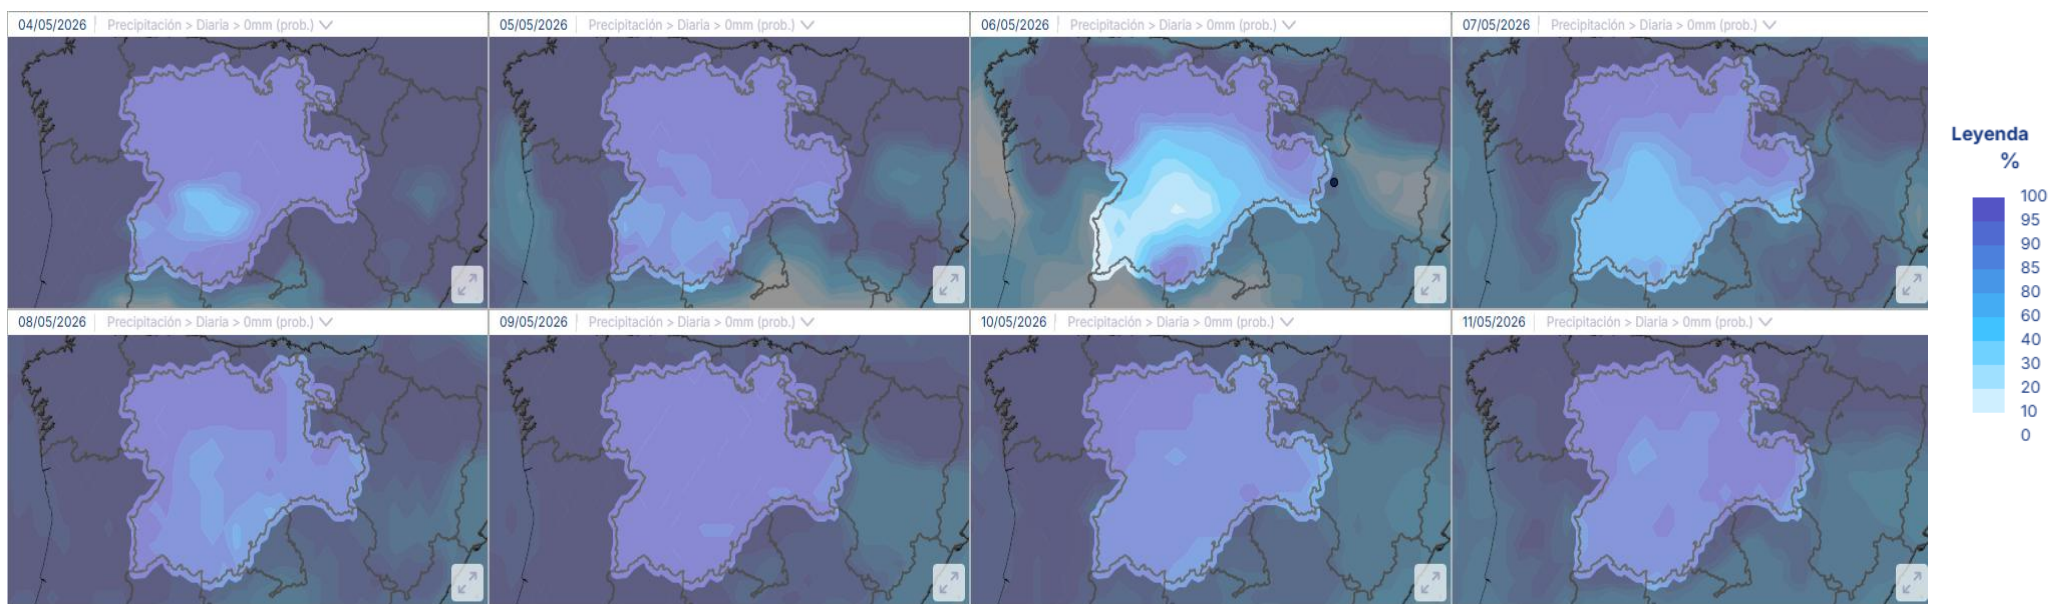 04/05/2026 Precipitación > Diaria > 0mm (prob.)
05/05/2026 Precipitación > Diaria > 0mm (prob.)
06/05/2026 Precipitación > Diaria > 0mm (prob.)
07/05/2026 Precipitación > Diaria > 0mm (prob.)
08/05/2026 Precipitación > Diaria > 0mm (prob.)
09/05/2026 Precipitación > Diaria > 0mm (prob.)
10/05/2026 Precipitación > Diaria > 0mm (prob.)
11/05/2026 Precipitación > Diaria > 0mm (prob.)
Leyenda
%
100
95
90
85
80
60
40
30
20
10
0